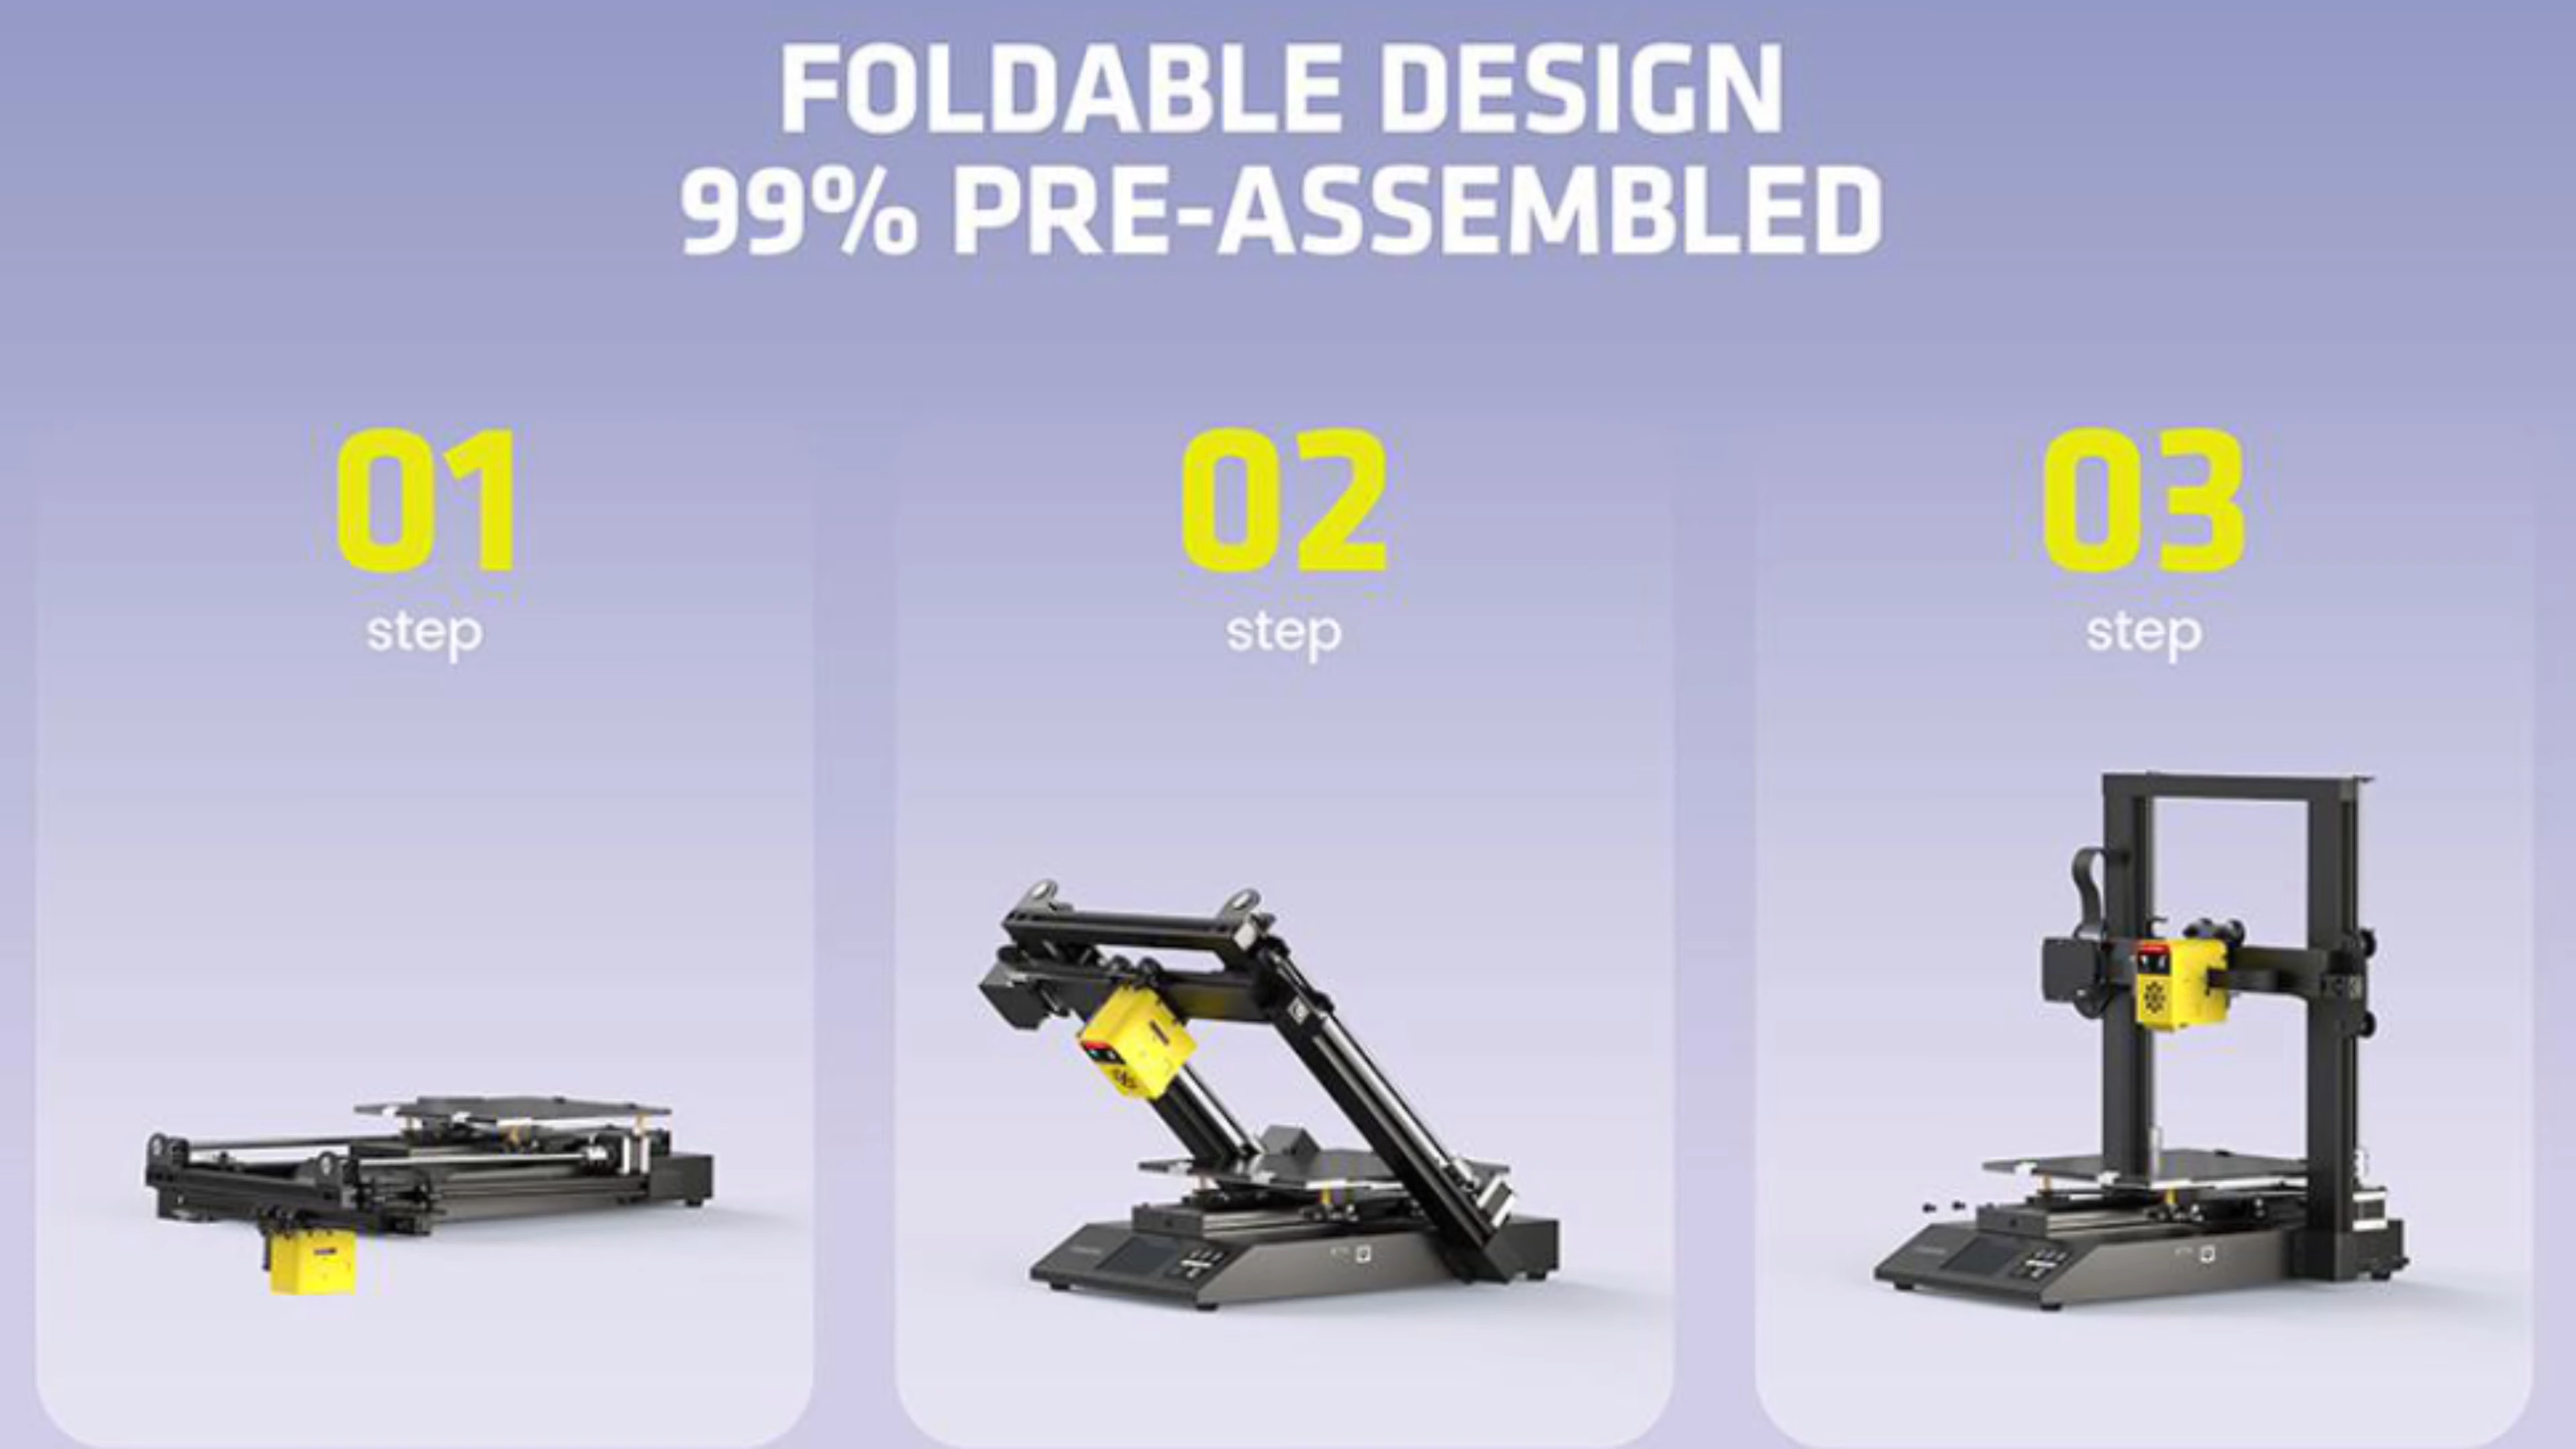 FOLDABLE DESIGN
99% PRE-ASSEMBLED
01
step
02
step
03
step